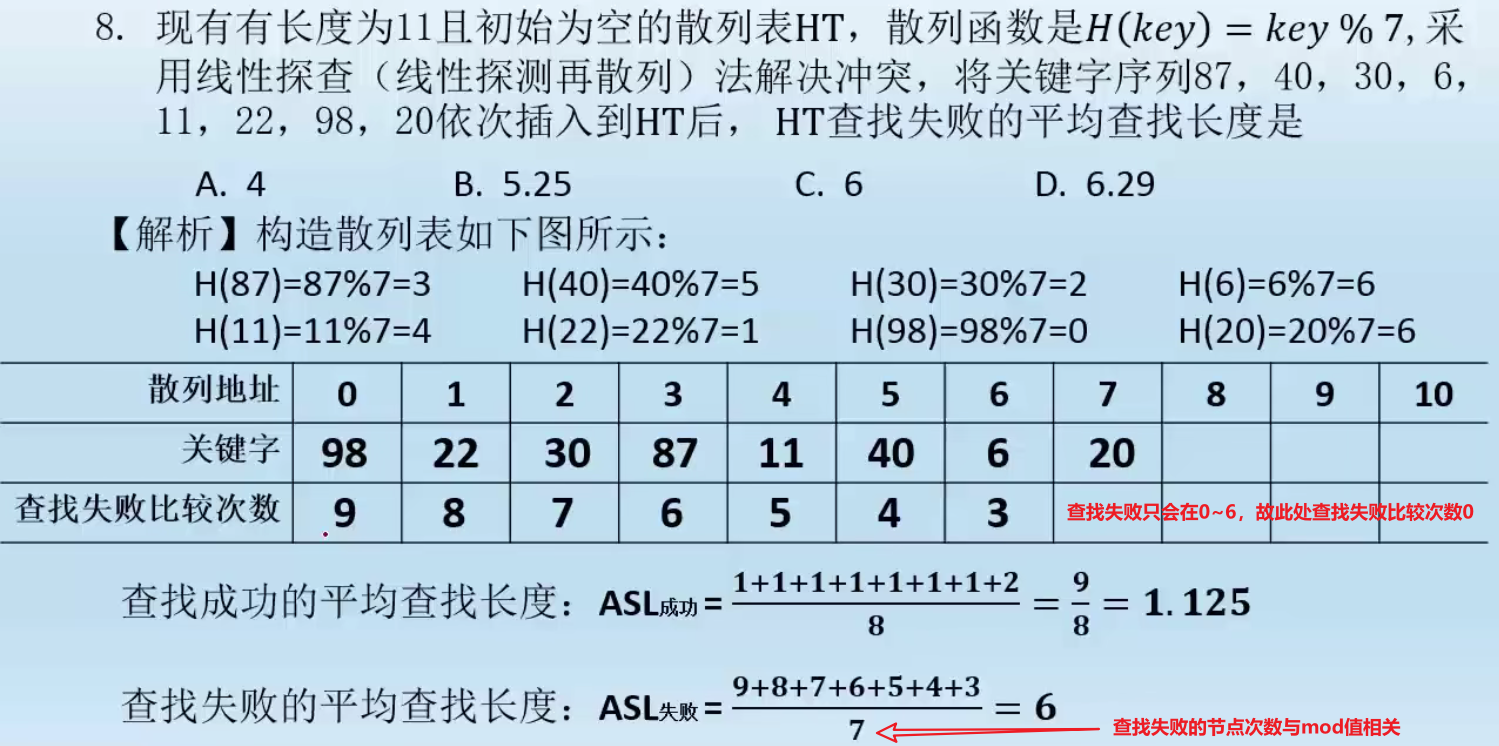 8. 现有有长度为11且初始为空的散列表HT，散列函数是H(key) = key % 7, 采
用线性探查（线性探测再散列）法解决冲突，将关键字序列87，40，30，6，
11，22，98，20依次插入到HT后， HT查找失败的平均查找长度是
A. 4 B. 5.25 C. 6 D. 6.29
【解析】构造散列表如下图所示：
H(87)=87%7=3 H(40)=40%7=5 H(30)=30%7=2 H(6)=6%7=6
H(11)=11%7=4 H(22)=22%7=1 H(98)=98%7=0 H(20)=20%7=6
散列地址 0 1 2 3 4 5 6 7 8 9 10
关键字 98 22 30 87 11 40 6 20
查找失败比较次数 9 8 7 6 5 4 3 查找失败只会在0~6，故此处查找失败比较次数0
查找成功的平均查找长度：ASL成功 = (1+1+1+1+1+1+1+2)/8 = 9/8 = 1.125
查找失败的平均查找长度：ASL失败 = (9+8+7+6+5+4+3)/7 = 6
查找失败的节点次数与mod值相关